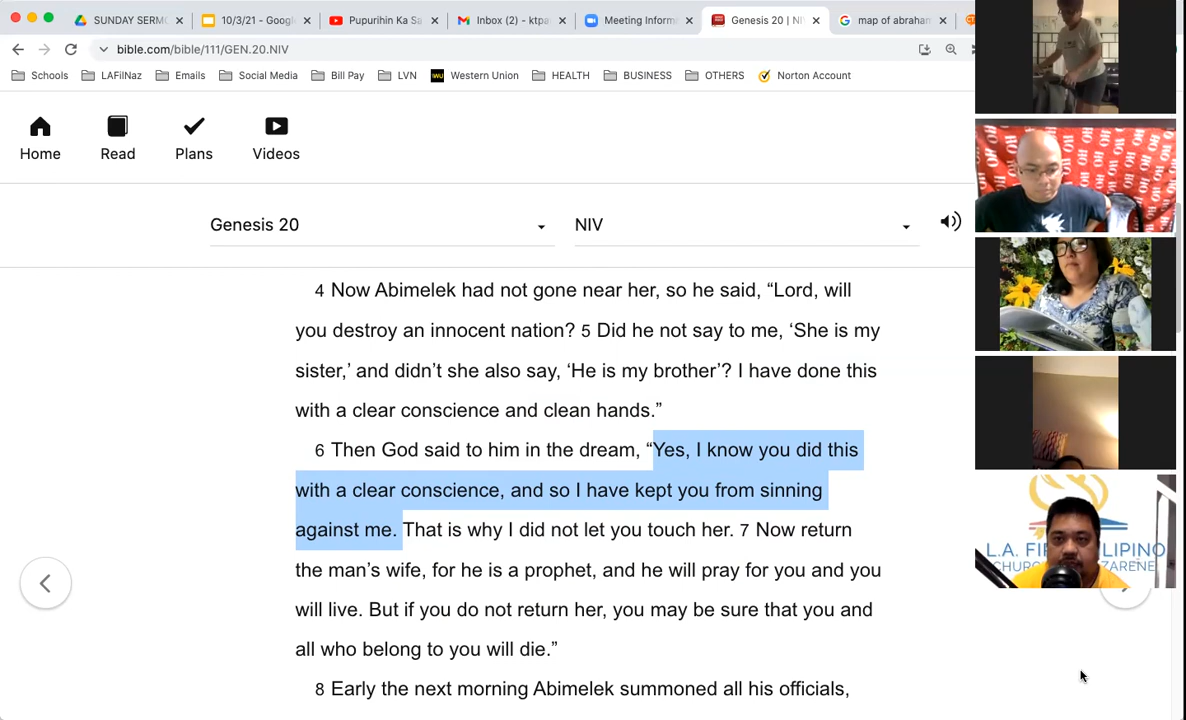 SUNDAY SERMO
10/3/21 - Googl
Pupurihin Ka Sa
Inbox (2) - ktpa
Meeting Inform
Genesis 20 | NI
map of abrahan
bible.com/bible/111/GEN.20.NIV
Schools
LAFilNaz
Emails
Social Media
Bill Pay
LVN
WU
Western Union
HEALTH
BUSINESS
OTHERS
Norton Account
Home
Read
Plans
Videos
Genesis 20
NIV
4 Now Abimelek had not gone near her, so he said, “Lord, will
you destroy an innocent nation? 5 Did he not say to me, ‘She is my
sister,’ and didn’t she also say, ‘He is my brother’? I have done this
with a clear conscience and clean hands.”
6 Then God said to him in the dream, “Yes, I know you did this
with a clear conscience, and so I have kept you from sinning
against me. That is why I did not let you touch her. 7 Now return
the man’s wife, for he is a prophet, and he will pray for you and you
will live. But if you do not return her, you may be sure that you and
all who belong to you will die.”
8 Early the next morning Abimelek summoned all his officials,
HO HO HO
L.A. FI ILIPINO
CHURC AZARENE